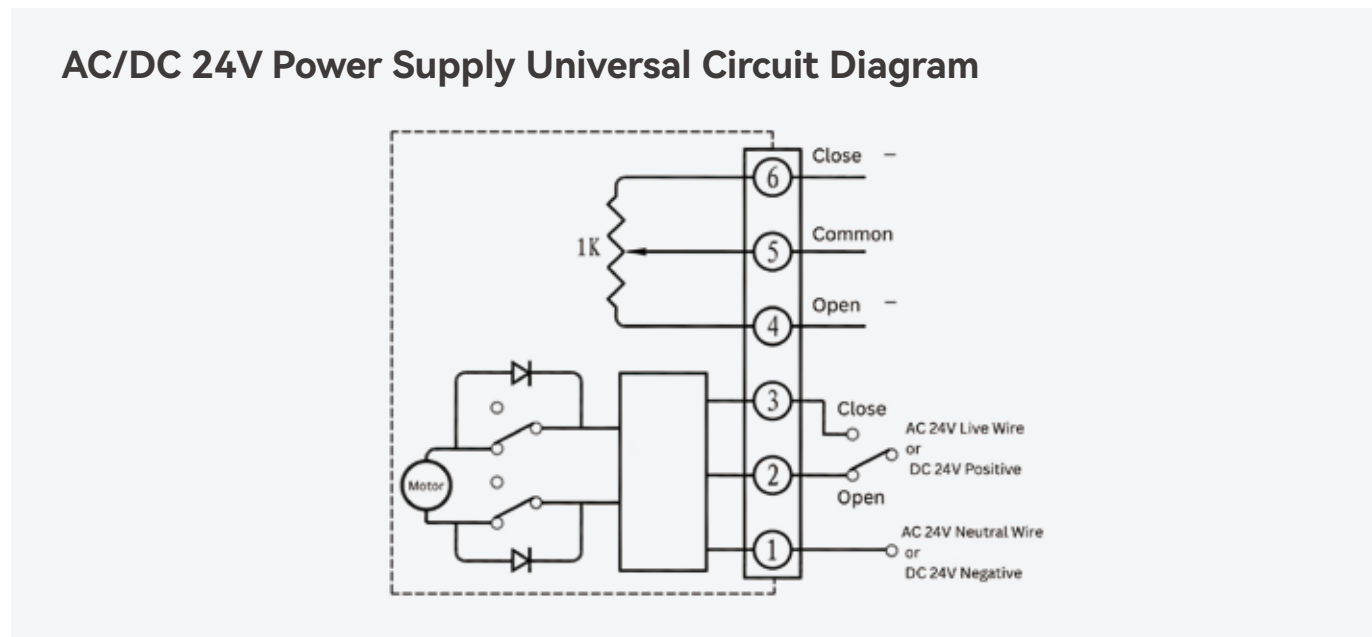 AC/DC 24V Power Supply Universal Circuit Diagram
Close –
6
Common
1K
5
Open –
4
3
Close
AC 24V Live Wire
or
DC 24V Positive
2
Open
Motor
AC 24V Neutral Wire
1
or
DC 24V Negative